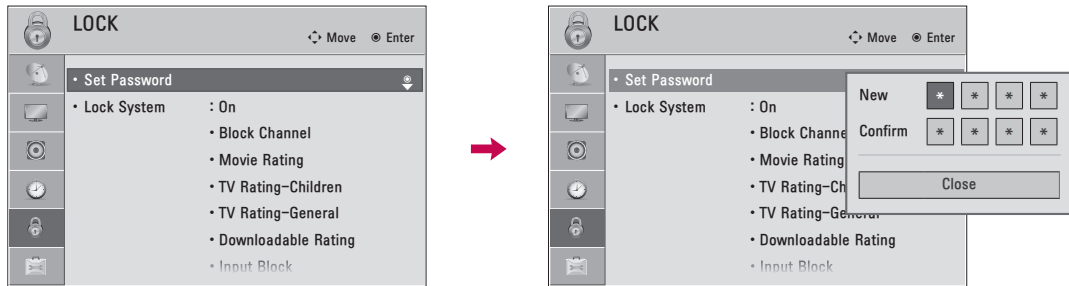 LOCK
Move Enter
• Set Password
• Lock System : On
• Block Channel
• Movie Rating
• TV Rating-Children
• TV Rating-General
• Downloadable Rating
• Input Block
LOCK
Move Enter
• Set Password
• Lock System : On
• Block Channe
• Movie Rating
• TV Rating-Ch
• TV Rating-General
• Downloadable Rating
• Input Block
New * * * *
Confirm * * * *
Close